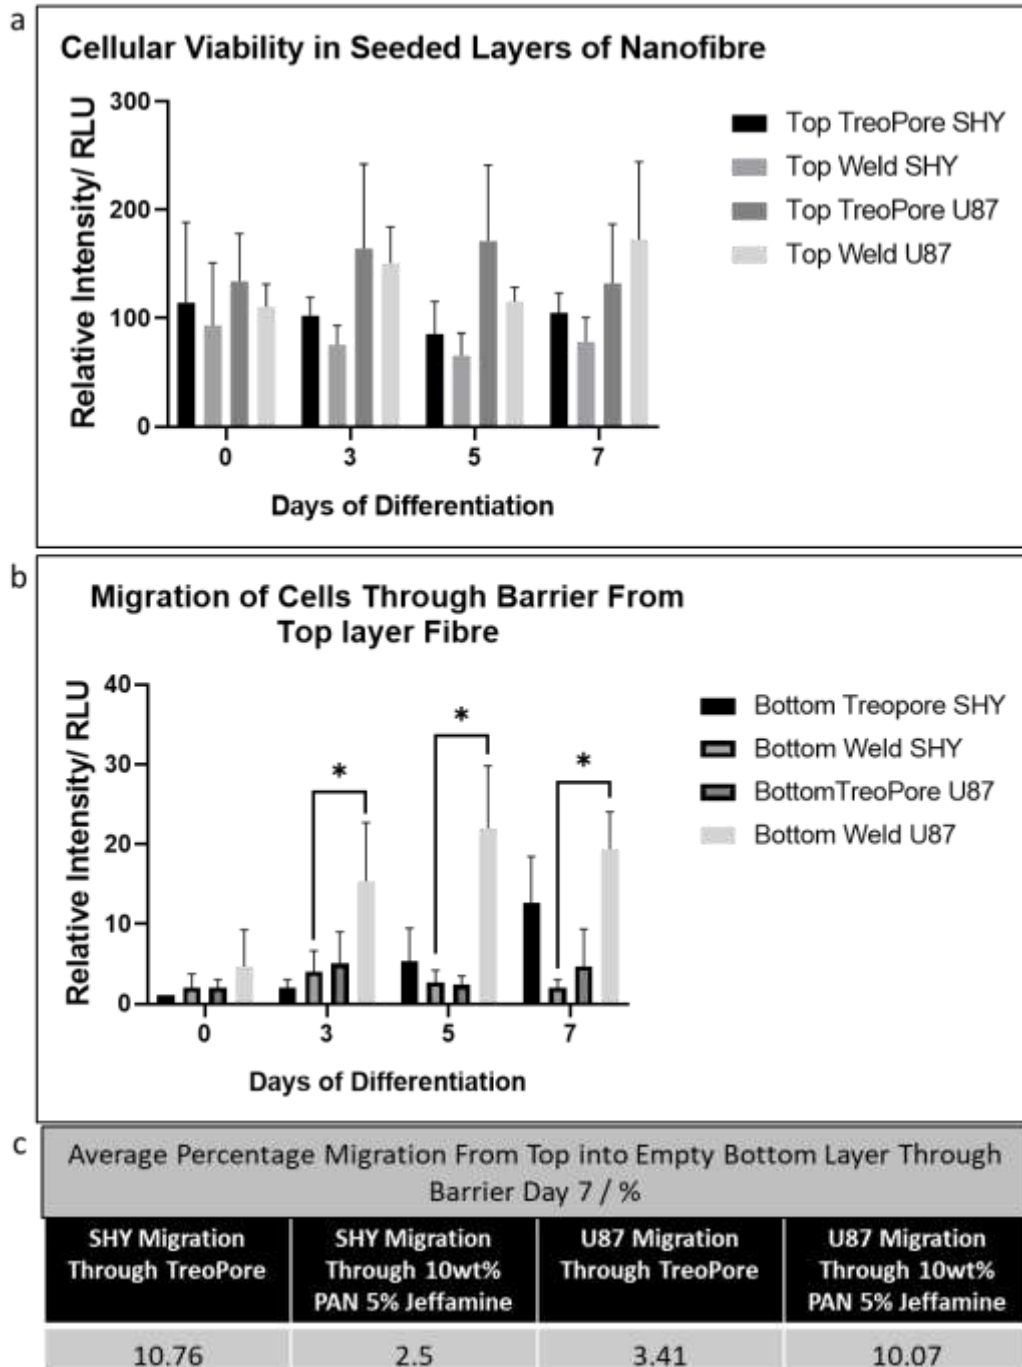 a
Cellular Viability in Seeded Layers of Nanofibre
300
200
100
0
Relative Intensity/ RLU
0 3 5 7
Days of Differentiation
Top TreoPore SHY
Top Weld SHY
Top TreoPore U87
Top Weld U87
b
Migration of Cells Through Barrier From
Top layer Fibre
40
30
20
10
0
Relative Intensity/ RLU
* * *
0 3 5 7
Days of Differentiation
Bottom Treopore SHY
Bottom Weld SHY
BottomTreoPore U87
Bottom Weld U87
c
Average Percentage Migration From Top into Empty Bottom Layer Through
Barrier Day 7 / %
SHY Migration
Through TreoPore
SHY Migration
Through 10wt%
PAN 5% Jeffamine
U87 Migration
Through TreoPore
U87 Migration
Through 10wt%
PAN 5% Jeffamine
10.76 2.5 3.41 10.07